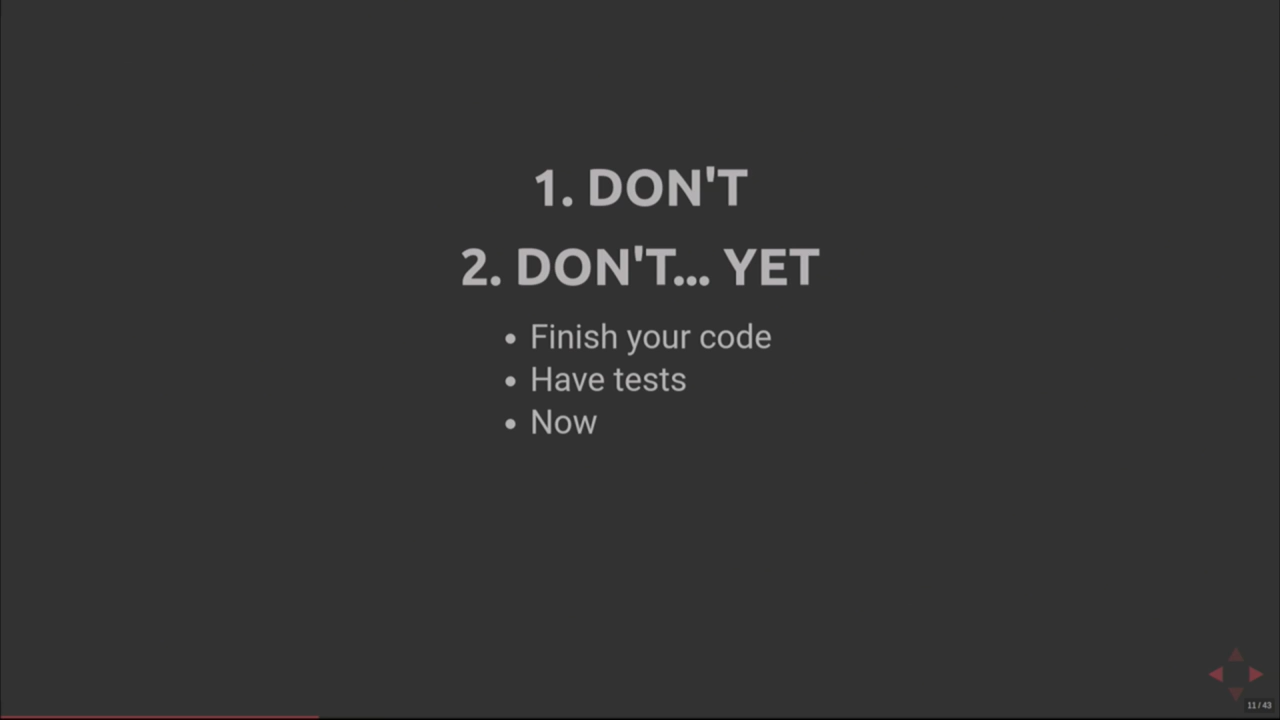 1. DON'T
2. DON'T... YET
• Finish your code
• Have tests
• Now
11 / 43